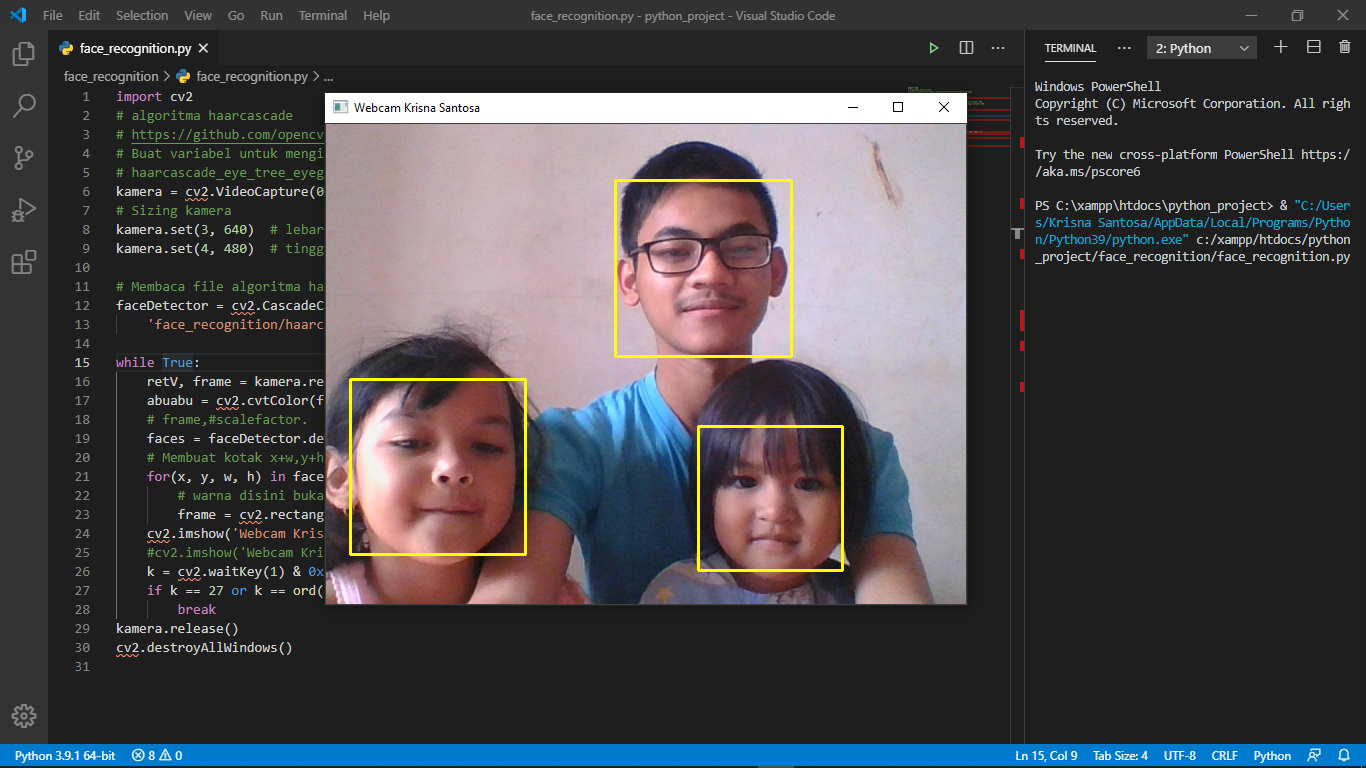 File Edit Selection View Go Run Terminal Help
face_recognition.py - python_project - Visual Studio Code
face_recognition.py
face_recognition > face_recognition.py > ...
1 import cv2
2 # algoritma haarcascade
3 # https://github.com/opencv
4 # Buat variabel untuk mengi
5 # haarcascade_eye_tree_eyeg
6 kamera = cv2.VideoCapture(0
7 # Sizing kamera
8 kamera.set(3, 640) # lebar
9 kamera.set(4, 480) # tingg
10
11 # Membaca file algoritma ha
12 faceDetector = cv2.CascadeC
13 'face_recognition/haarc
14
15 while True:
16 retV, frame = kamera.re
17 abuabu = cv2.cvtColor(f
18 # frame,#scalefactor.
19 faces = faceDetector.de
20 # Membuat kotak x+w,y+h
21 for(x, y, w, h) in face
22 # warna disini buka
23 frame = cv2.rectang
24 cv2.imshow('Webcam Kris
25 #cv2.imshow('Webcam Kri
26 k = cv2.waitKey(1) & 0x
27 if k == 27 or k == ord(
28 break
29 kamera.release()
30 cv2.destroyAllWindows()
31
Webcam Krisna Santosa
TERMINAL ... 2: Python
Windows PowerShell
Copyright (C) Microsoft Corporation. All righ
ts reserved.
Try the new cross-platform PowerShell https:/
/aka.ms/pscore6
PS C:\xampp\htdocs\python_project> & "C:/User
s/Krisna Santosa/AppData/Local/Programs/Pytho
n/Python39/python.exe" c:/xampp/htdocs/python
_project/face_recognition/face_recognition.py
Python 3.9.1 64-bit 8 0 Ln 15, Col 9 Tab Size: 4 UTF-8 CRLF Python